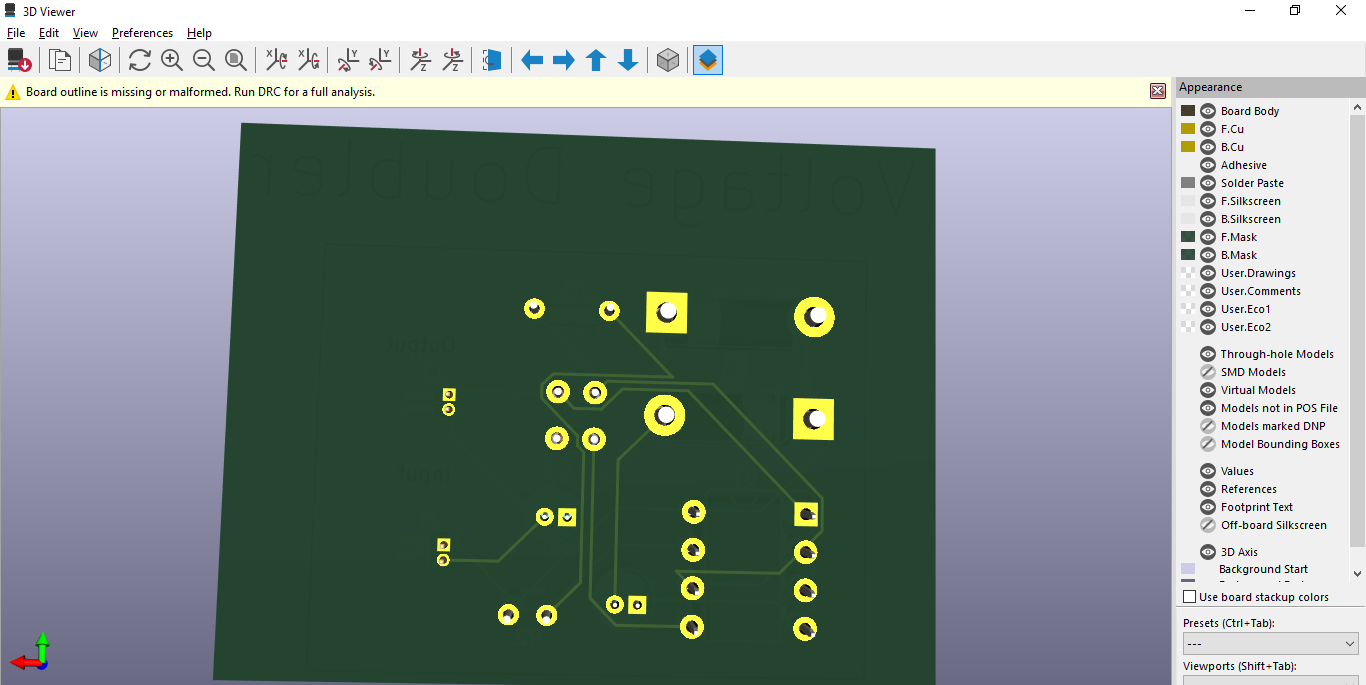 3D Viewer
File Edit View Preferences Help
Board outline is missing or malformed. Run DRC for a full analysis.
Appearance
Board Body
F.Cu
B.Cu
Adhesive
Solder Paste
F.Silkscreen
B.Silkscreen
F.Mask
B.Mask
User.Drawings
User.Comments
User.Eco1
User.Eco2
Through-hole Models
SMD Models
Virtual Models
Models not in POS File
Models marked DNP
Model Bounding Boxes
Values
References
Footprint Text
Off-board Silkscreen
3D Axis
Background Start
Use board stackup colors
Presets (Ctrl+Tab):
---
Viewports (Shift+Tab):
Voltage Doubler
Output
Input
X X Y Y Z Z